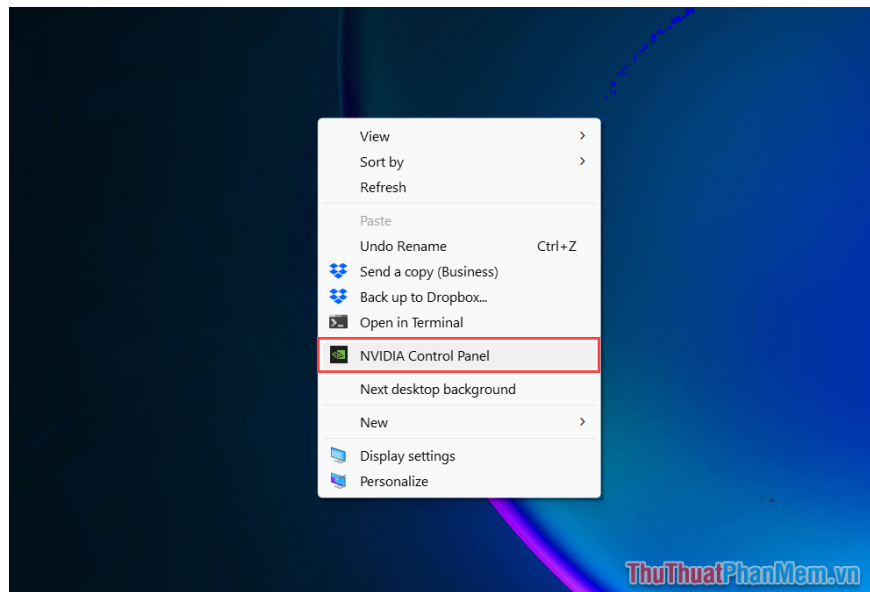 View
Sort by
Refresh
Paste
Undo Rename Ctrl+Z
Send a copy (Business)
Back up to Dropbox...
Open in Terminal
NVIDIA Control Panel
Next desktop background
New
Display settings
Personalize
ThuThuatPhanMem.vn